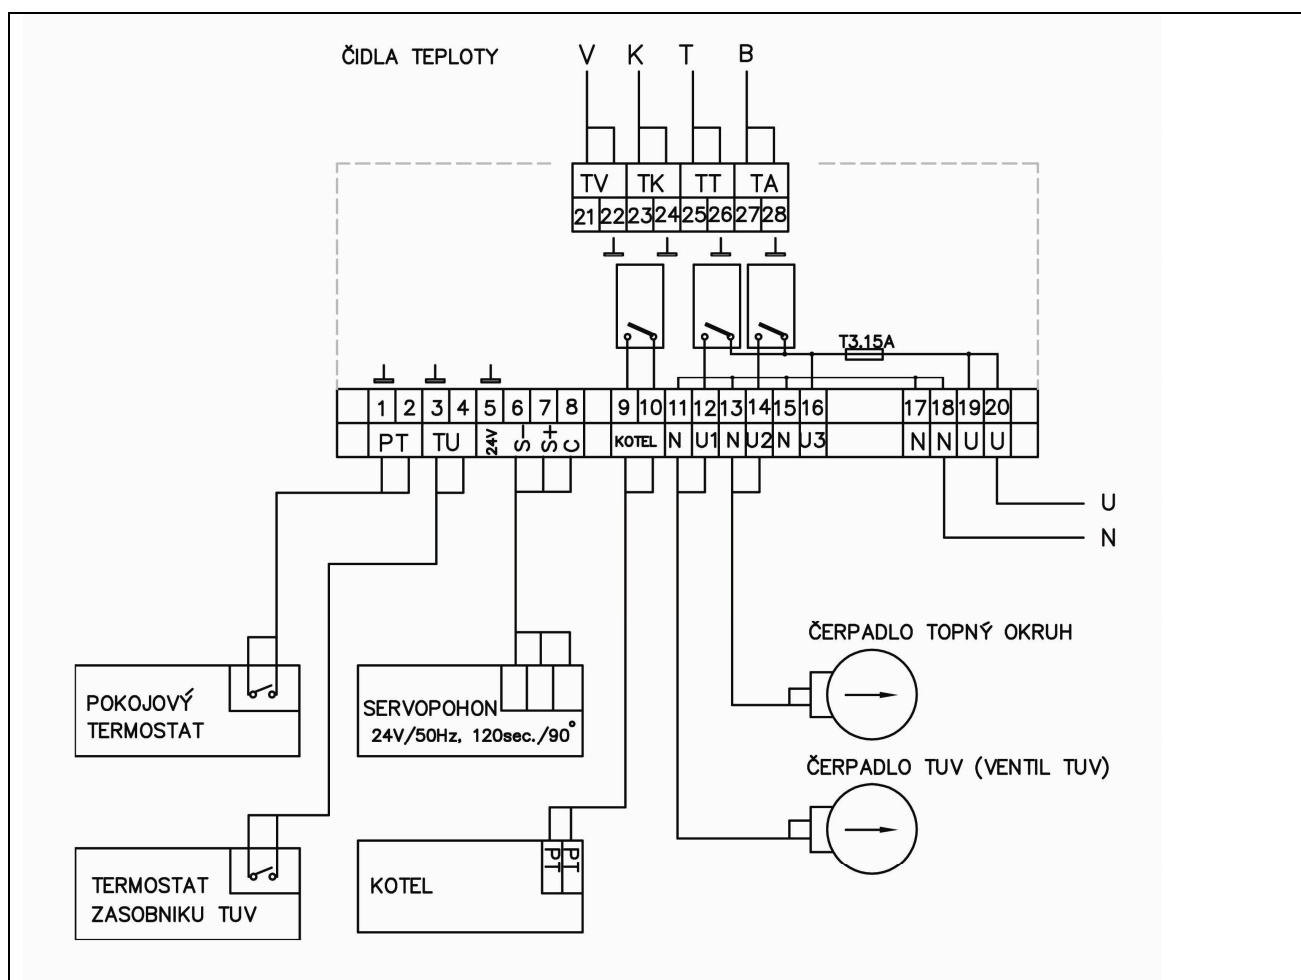 ČIDLA TEPLOTY V K T B
TV TK TT TA
21 22 23 24 25 26 27 28
T3.15A
1 2 3 4 5 6 7 8 9 10 11 12 13 14 15 16 17 18 19 20
PT TU 24V S- S+ C KOTEL N U1 N U2 N U3 N N U U
U
N
ČERPADLO TOPNÝ OKRUH
POKOJOVÝ
TERMOSTAT
SERVOPOHON
24V/50Hz, 120sec./90°
ČERPADLO TUV (VENTIL TUV)
PT PT
TERMOSTAT
ZASOBNIKU TUV
KOTEL